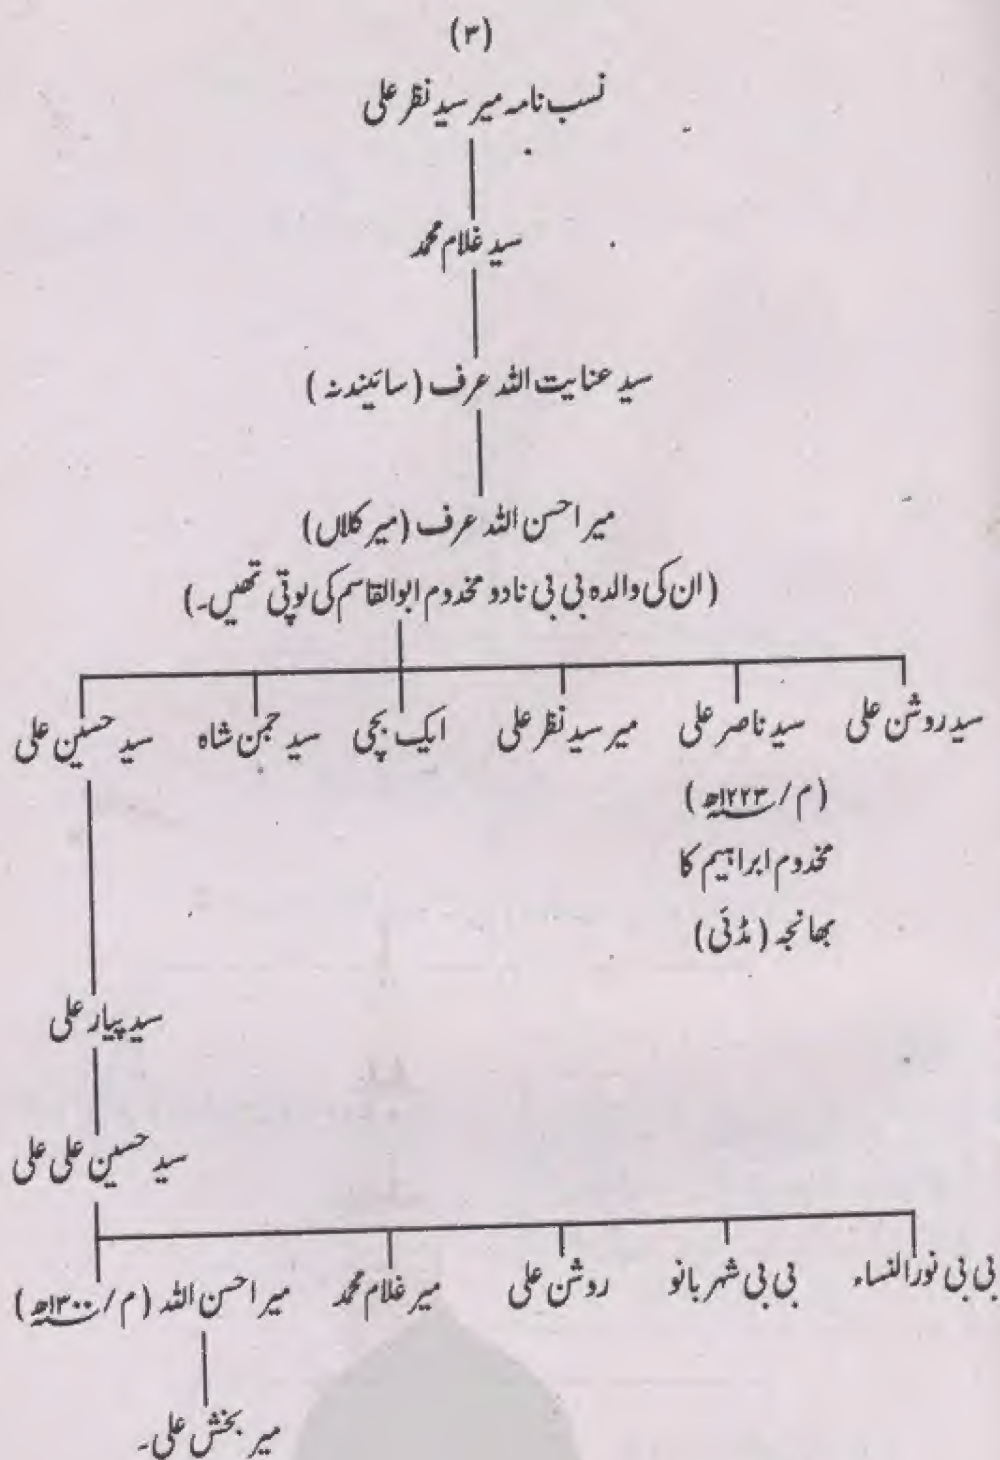 (۳)
نسب نامہ میر سید نظر علی
سید غلام محمد
سید عنایت اللہ عرف (سائیندنہ)
میر احسن اللہ عرف (میر کلاں)
(ان کی والدہ بی بی نادو مخدوم ابوالقاسم کی پوتی تھیں۔)
سید روشن علی سید ناصر علی میر سید نظر علی ایک بچی سید جمن شاہ سید حسنین علی
(م/۱۲۲۳ھ)
مخدوم ابراہیم کا
بھانجہ (مڈئی)
سید پیار علی
سید حسین علی علی
بی بی نورالنساء بی بی شہر بانو روشن علی میر غلام محمد میر احسن اللہ (م/۱۳۰۰ھ)
میر بخش علی۔